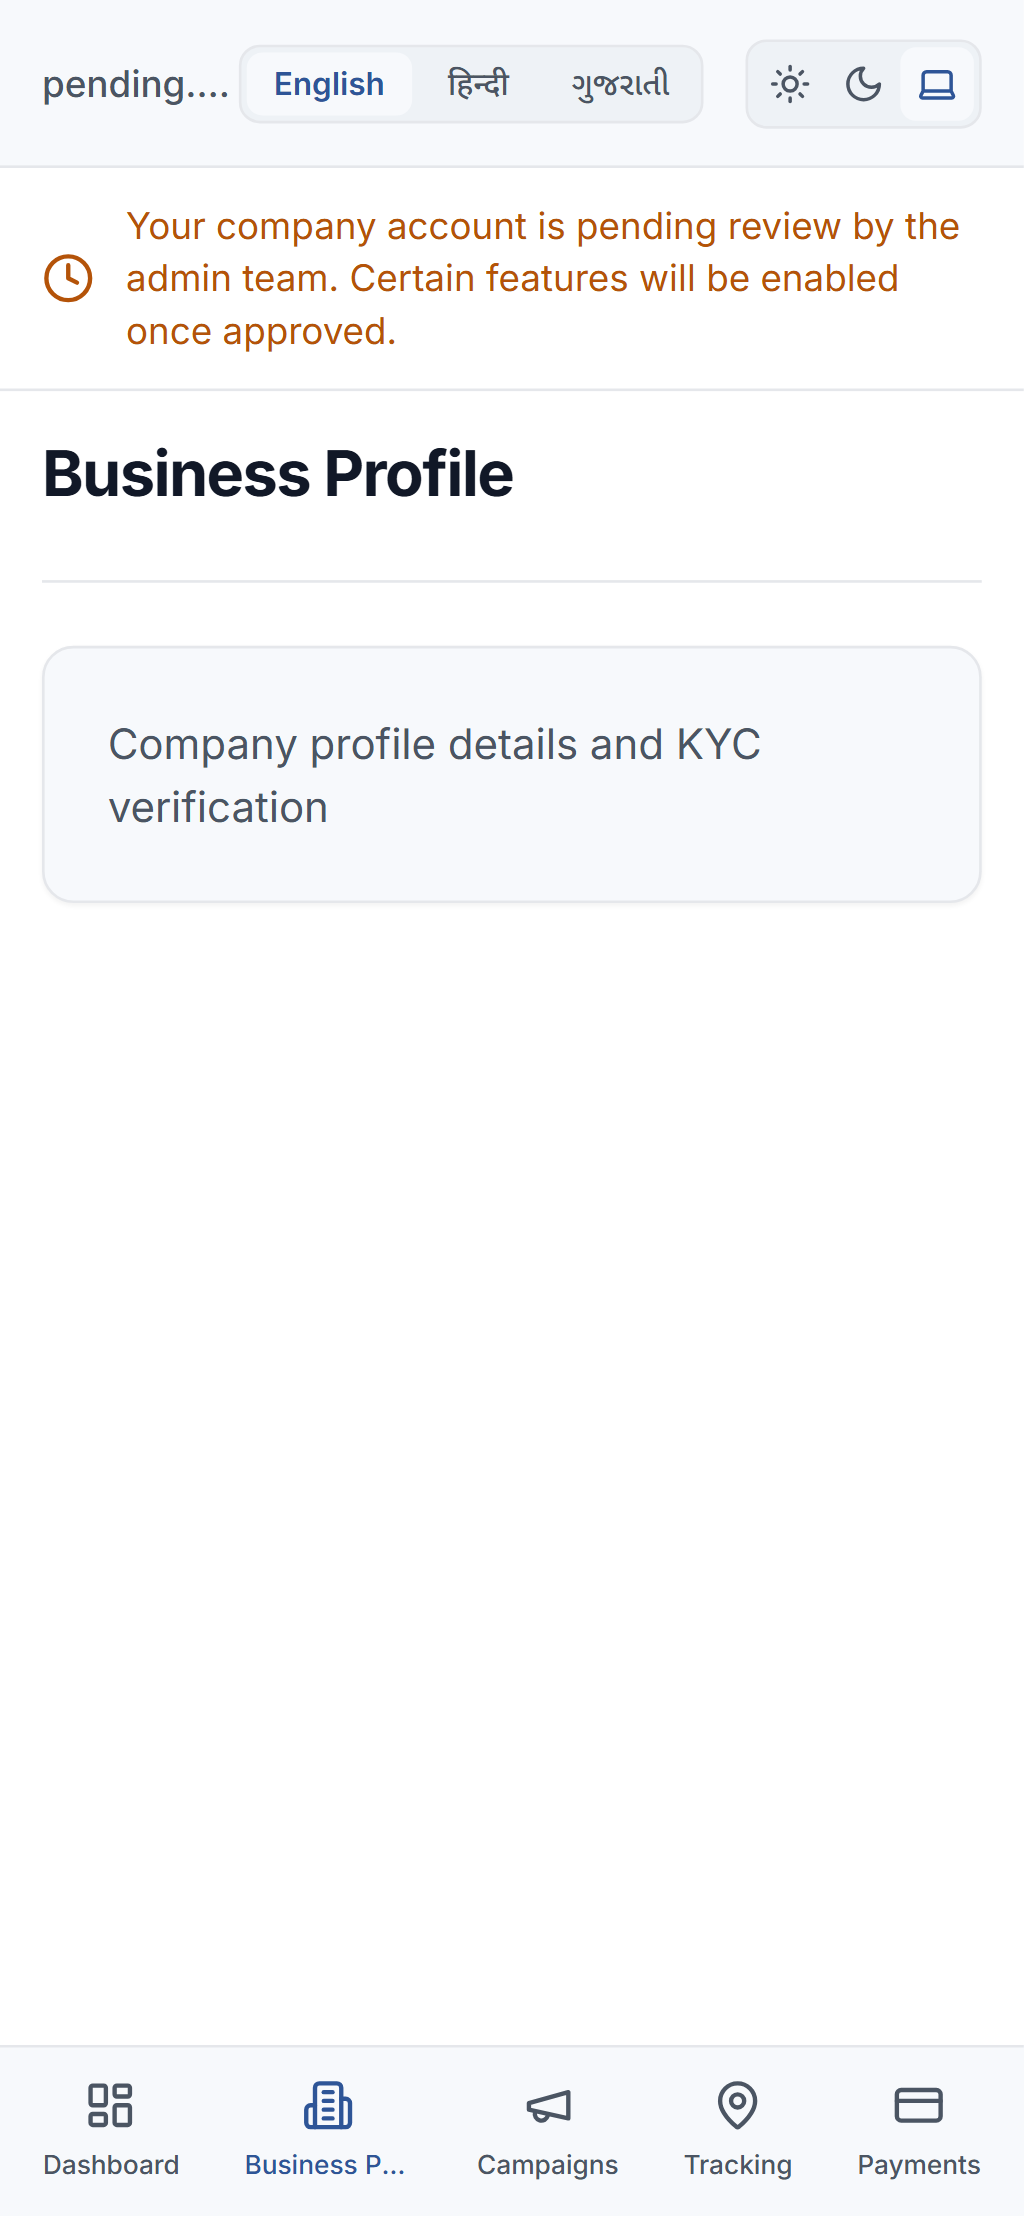 pending....
English
हिन्दी
ગુજરાતી
Your company account is pending review by the
admin team. Certain features will be enabled
once approved.
Business Profile
Company profile details and KYC
verification
Dashboard
Business P...
Campaigns
Tracking
Payments